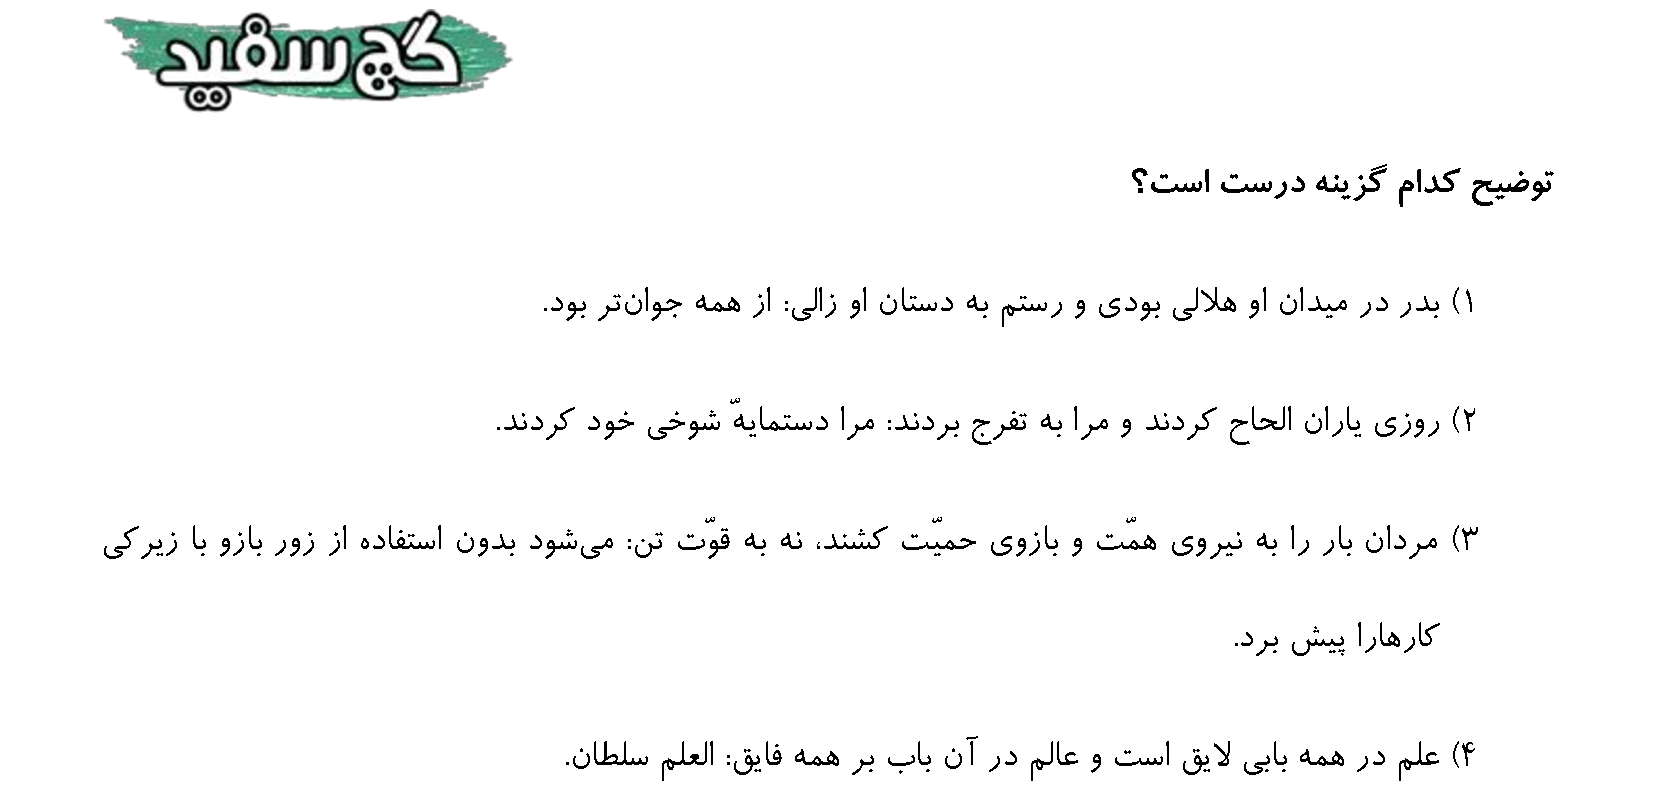 گچ سفید
توضیح کدام گزینه درست است؟
۱) بدر در میدان او هلالی بودی و رستم به دستان او زالی: از همه جوان‌تر بود.
۲) روزی یاران الحاح کردند و مرا به تفرج بردند: مرا دستمایهّ شوخی خود کردند.
۳) مردان بار را به نیروی همّت و بازوی حمیّت کشند، نه به قوّت تن: می‌شود بدون استفاده از زور بازو با زیرکی
کارهارا پیش برد.
۴) علم در همه بابی لایق است و عالم در آن باب بر همه فایق: العلم سلطان.